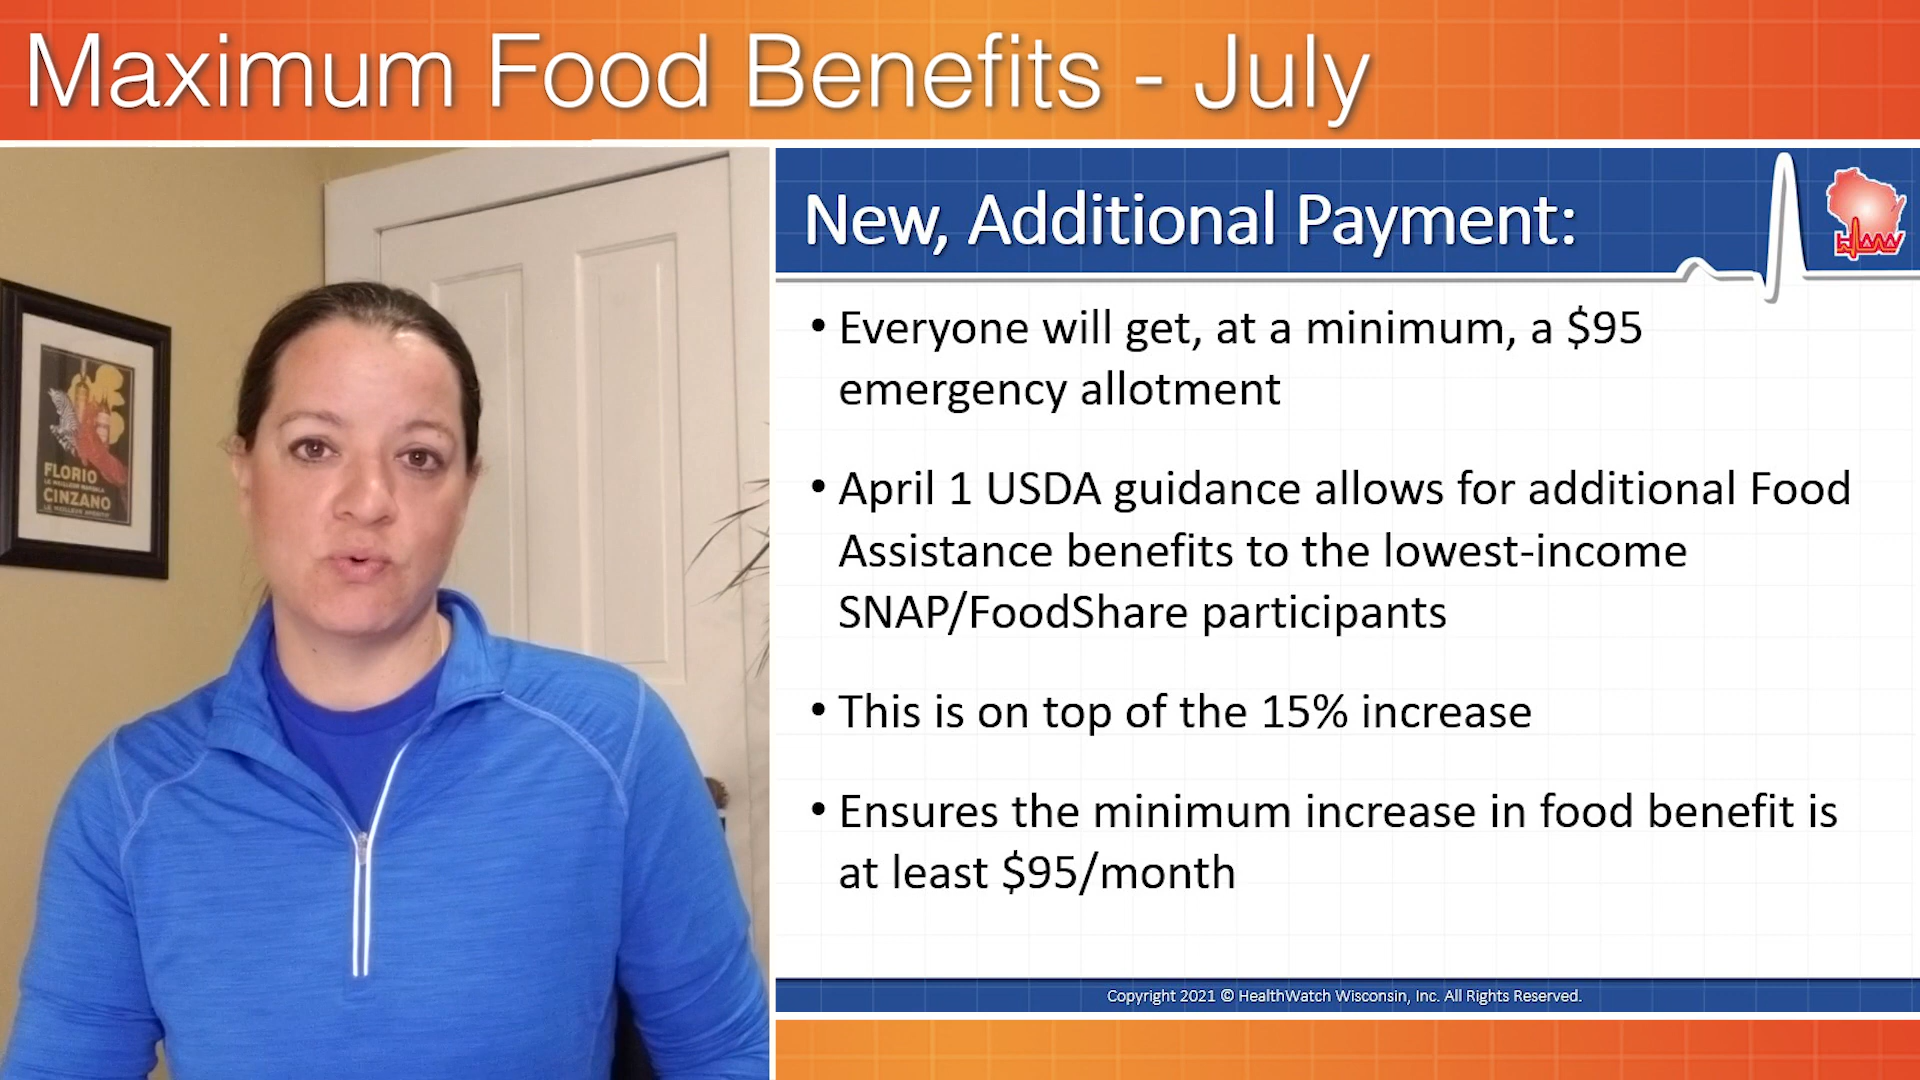 Maximum Food Benefits - July
New, Additional Payment:
• Everyone will get, at a minimum, a $95
emergency allotment
• April 1 USDA guidance allows for additional Food
Assistance benefits to the lowest-income
SNAP/FoodShare participants
• This is on top of the 15% increase
• Ensures the minimum increase in food benefit is
at least $95/month
Copyright 2021 © HealthWatch Wisconsin, Inc. All Rights Reserved.
FLORIO
CINZANO